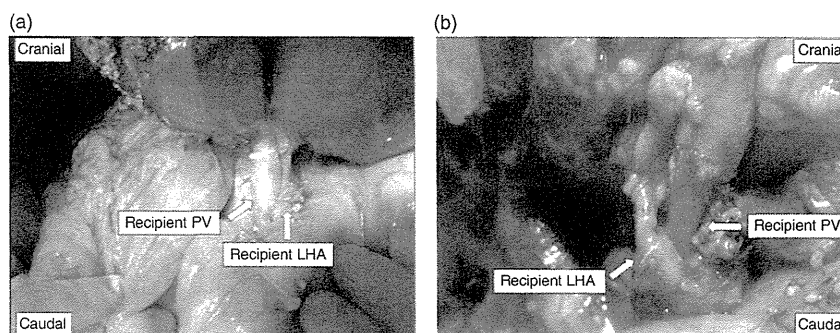 (a)
Cranial
Recipient PV
Recipient LHA
Caudal
(b)
Crania
Recipient PV
Recipient LHA
Cauda